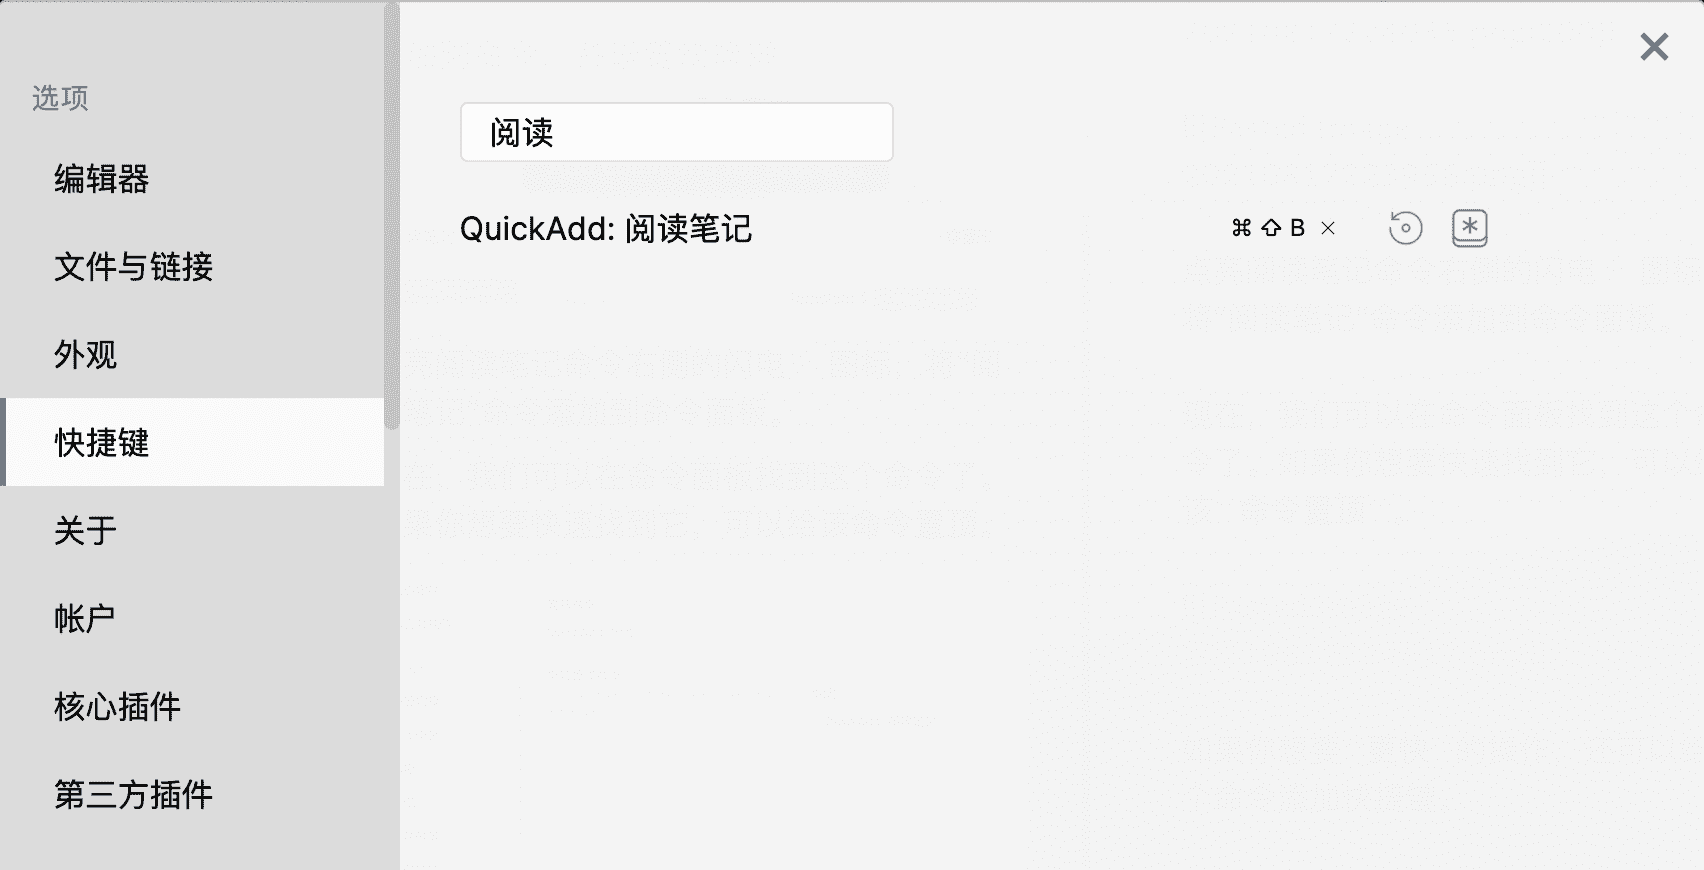 选项
编辑器
文件与链接
外观
快捷键
关于
帐户
核心插件
第三方插件
阅读
QuickAdd: 阅读笔记 ⌘ ⇧ B ×